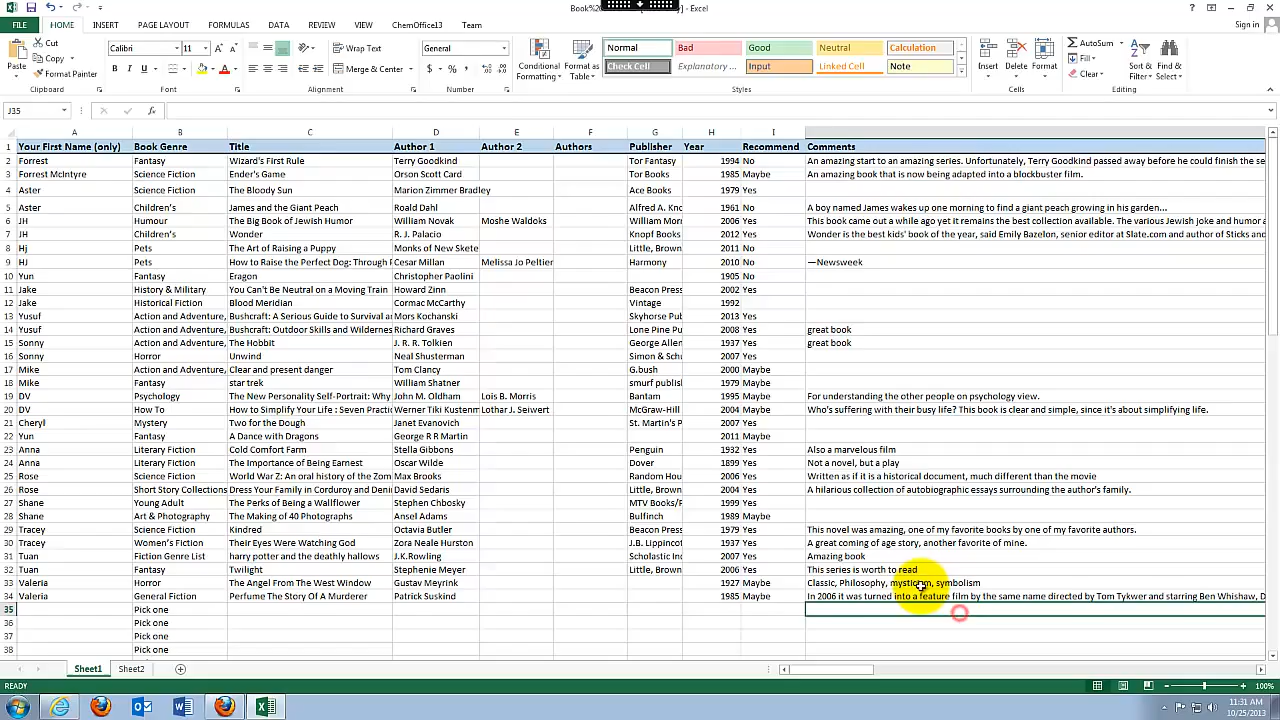 Book%20 - Excel
Sign in
FILE HOME INSERT PAGE LAYOUT FORMULAS DATA REVIEW VIEW ChemOffice13 Team
Paste Cut Copy Format Painter Clipboard
Calibri 11 Font
Wrap Text Merge & Center Alignment
General Number
Conditional Formatting Format as Table
Normal Bad Good Neutral Calculation
Check Cell Explanatory ... Input Linked Cell Note
Styles
Insert Delete Format Cells
AutoSum Fill Clear Sort & Filter Find & Select Editing
J35
A B C D E F G H I
1 Your First Name (only) Book Genre Title Author 1 Author 2 Authors Publisher Year Recommend Comments
2 Forrest Fantasy Wizard's First Rule Terry Goodkind Tor Fantasy 1994 No An amazing start to an amazing series. Unfortunately, Terry Goodkind passed away before he could finish the se
3 Forrest McIntyre Science Fiction Ender's Game Orson Scott Card Tor Books 1985 Maybe An amazing book that is now being adapted into a blockbuster film.
4 Aster Science Fiction The Bloody Sun Marion Zimmer Bradley Ace Books 1979 Yes
5 Aster Children's James and the Giant Peach Roald Dahl Alfred A. Kno 1961 No A boy named James wakes up one morning to find a giant peach growing in his garden...
6 JH Humour The Big Book of Jewish Humor William Novak Moshe Waldoks William Mor 2006 Yes This book came out a while ago yet it remains the best collection available. The various Jewish joke and humor a
7 JH Children's Wonder R. J. Palacio Knopf Books 2012 Yes Wonder is the best kids' book of the year, said Emily Bazelon, senior editor at Slate.com and author of Sticks and
8 Hj Pets The Art of Raising a Puppy Monks of New Skete Little, Brown 2011 No
9 HJ Pets How to Raise the Perfect Dog: Through P Cesar Millan Melissa Jo Peltier Harmony 2010 No —Newsweek
10 Yun Fantasy Eragon Christopher Paolini 1905 No
11 Jake History & Military You Can't Be Neutral on a Moving Train Howard Zinn Beacon Press 2002 Yes
12 Jake Historical Fiction Blood Meridian Cormac McCarthy Vintage 1992
13 Yusuf Action and Adventure, Bushcraft: A Serious Guide to Survival a Mors Kochanski Skyhorse Pub 2013 Yes
14 Yusuf Action and Adventure, Bushcraft: Outdoor Skills and Wildernes Richard Graves Lone Pine Pu 2008 Yes great book
15 Sonny Action and Adventure, The Hobbit J. R. R. Tolkien George Allen 1937 Yes great book
16 Sonny Horror Unwind Neal Shusterman Simon & Schu 2007 Yes
17 Mike Action and Adventure, Clear and present danger Tom Clancy G.bush 2000 Maybe
18 Mike Fantasy star trek William Shatner smurf publis 1979 Maybe
19 DV Psychology The New Personality Self-Portrait: Why John M. Oldham Lois B. Morris Bantam 1995 Maybe For understanding the other people on psychology view.
20 DV How To How to Simplify Your Life : Seven Practic Werner Tiki Kustenm Lothar J. Seiwert McGraw-Hill 2004 Maybe Who's suffering with their busy life? This book is clear and simple, since it's about simplifying life.
21 Cheryl Mystery Two for the Dough Janet Evanovich St. Martin's P 2007 Yes
22 Yun Fantasy A Dance with Dragons George R R Martin 2011 Maybe
23 Anna Literary Fiction Cold Comfort Farm Stella Gibbons Penguin 1932 Yes Also a marvelous film
24 Anna Literary Fiction The Importance of Being Earnest Oscar Wilde Dover 1899 Yes Not a novel, but a play
25 Rose Science Fiction World War Z: An oral history of the Zom Max Brooks Random Hou 2006 Yes Written as if it is a historical document, much different than the movie
26 Rose Short Story Collections Dress Your Family in Corduroy and Deni David Sedaris Little, Brown 2004 Yes A hilarious collection of autobiographic essays surrounding the author's family.
27 Shane Young Adult The Perks of Being a Wallflower Stephen Chbosky MTV Books/P 1999 Yes
28 Shane Art & Photography The Making of 40 Photographs Ansel Adams Bulfinch 1989 Maybe
29 Tracey Science Fiction Kindred Octavia Butler Beacon Press 1979 Yes This novel was amazing, one of my favorite books by one of my favorite authors.
30 Tracey Women's Fiction Their Eyes Were Watching God Zora Neale Hurston J.B. Lippincot 1937 Yes A great coming of age story, another favorite of mine.
31 Tuan Fiction Genre List harry potter and the deathly hallows J.K.Rowling Scholastic Inc 2007 Yes Amazing book
32 Tuan Fantasy Twilight Stephenie Meyer Little, Brown 2006 Yes This series is worth to read
33 Valeria Horror The Angel From The West Window Gustav Meyrink 1927 Maybe Classic, Philosophy, mysticism, symbolism
34 Valeria General Fiction Perfume The Story Of A Murderer Patrick Suskind 1985 Maybe In 2006 it was turned into a feature film by the same name directed by Tom Tykwer and starring Ben Whishaw, D
35 Pick one
36 Pick one
37 Pick one
38 Pick one
Sheet1 Sheet2
READY 100%
11:31 AM
10/25/2013